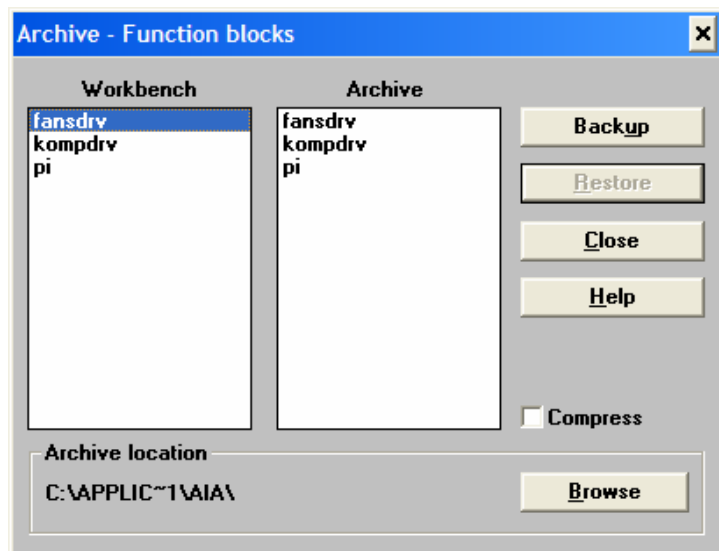 Archive - Function blocks
Workbench
Archive
fansdrv
kompdrv
pi
fansdrv
kompdrv
pi
Backup
Restore
Close
Help
Compress
Archive location
C:\APPLIC~1\AIA\
Browse